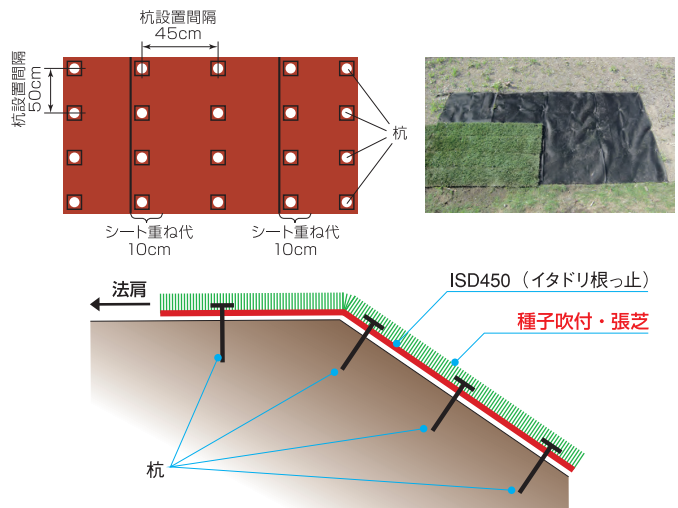 杭設置間隔
45cm
杭設置間隔
50cm
杭
シート重ね代
10cm
シート重ね代
10cm
法肩
ISD450（イタドリ根っ止）
種子吹付・張芝
杭